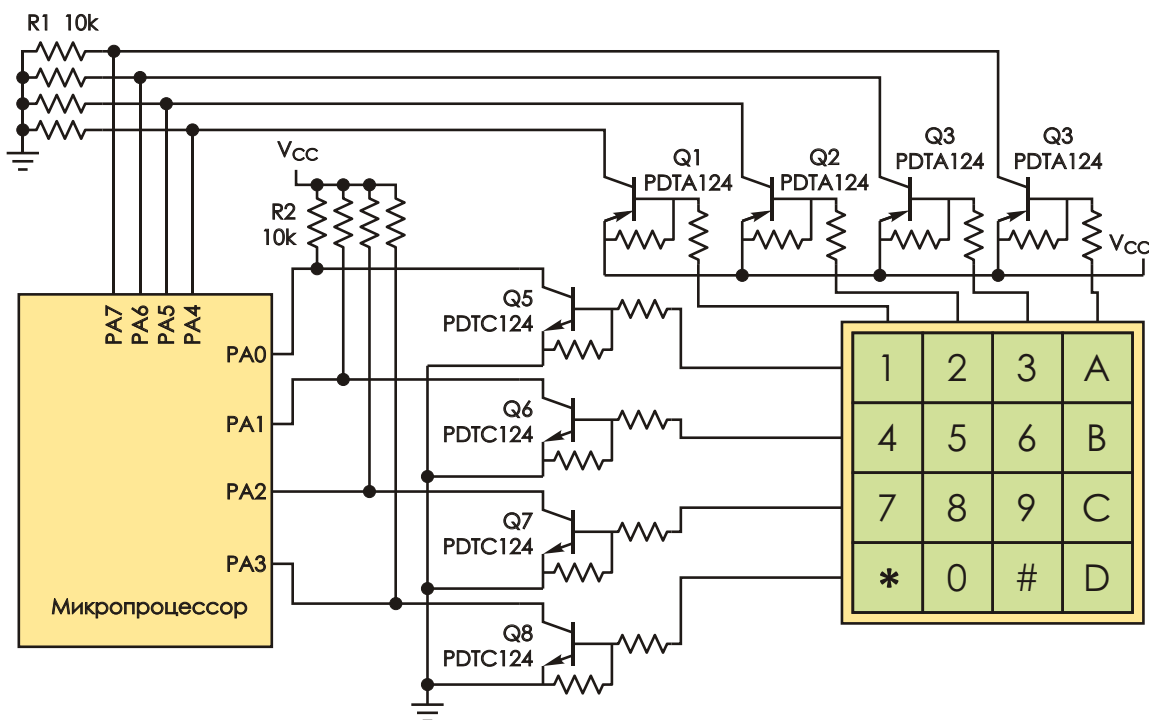 R1 10k
VCC
R2
10k
Q1
PDTA124
Q2
PDTA124
Q3
PDTA124
Q3
PDTA124
VCC
PA7
PA6
PA5
PA4
PA0
PA1
PA2
PA3
Микропроцессор
Q5
PDTC124
Q6
PDTC124
Q7
PDTC124
Q8
PDTC124
1 2 3 A
4 5 6 B
7 8 9 C
* 0 # D